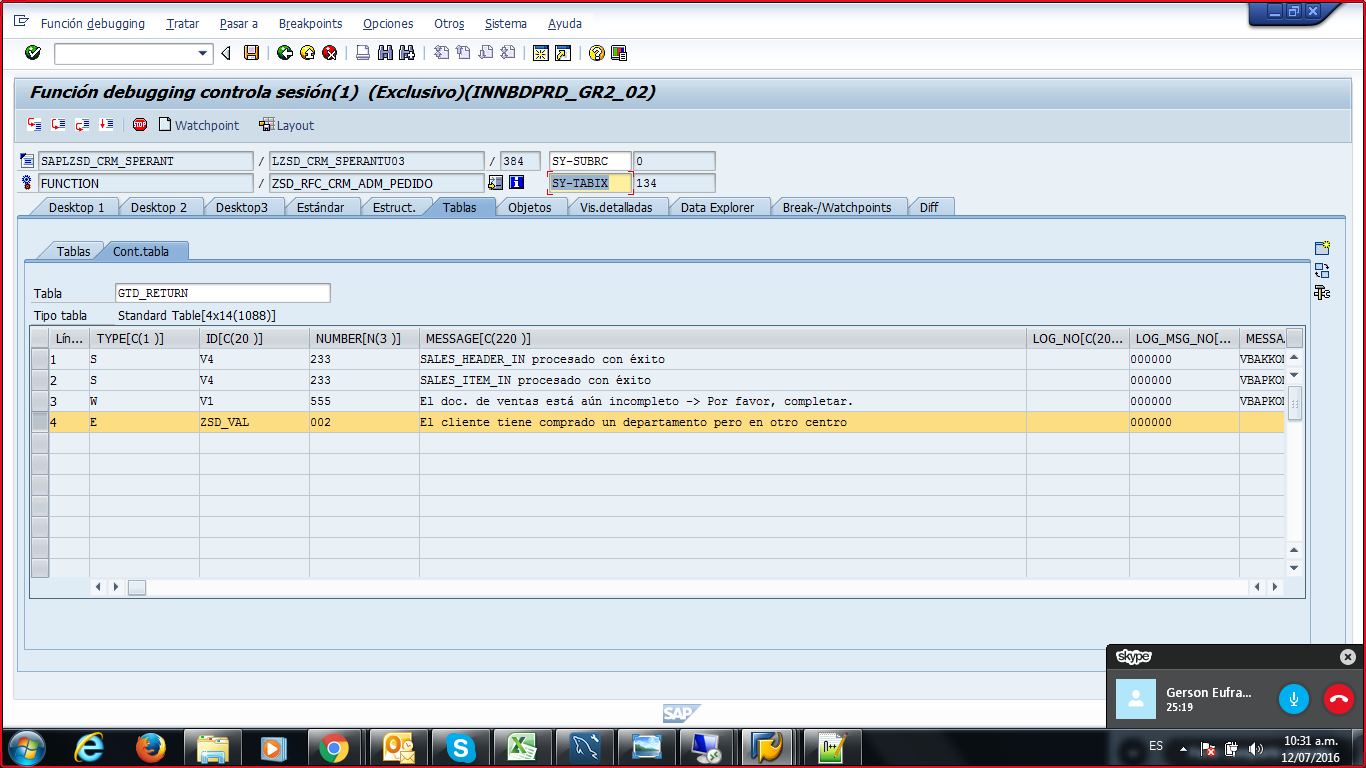 Función debugging Tratar Pasar a Breakpoints Opciones Otros Sistema Ayuda
Función debugging controla sesión(1) (Exclusivo)(INNBDPRD_GR2_02)
STOP Watchpoint Layout
SAPLZSD_CRM_SPERANT / LZSD_CRM_SPERANTU03 / 384 SY-SUBRC 0
FUNCTION / ZSD_RFC_CRM_ADM_PEDIDO SY-TABIX 134
Desktop 1 Desktop 2 Desktop3 Estándar Estruct. Tablas Objetos Vis.detalladas Data Explorer Break-/Watchpoints Diff
Tablas Cont.tabla
Tabla GTD_RETURN
Tipo tabla Standard Table[4x14(1088)]
Lín... TYPE[C(1 )] ID[C(20 )] NUMBER[N(3 )] MESSAGE[C(220 )] LOG_NO[C(20... LOG_MSG_NO[... MESSA
1 S V4 233 SALES_HEADER_IN procesado con éxito 000000 VBAKKO
2 S V4 233 SALES_ITEM_IN procesado con éxito 000000 VBAPKO
3 W V1 555 El doc. de ventas está aún incompleto -> Por favor, completar. 000000 VBAPKO
4 E ZSD_VAL 002 El cliente tiene comprado un departamento pero en otro centro 000000
skype
Gerson Eufra...
25:19
SAP
ES
10:31 a.m.
12/07/2016